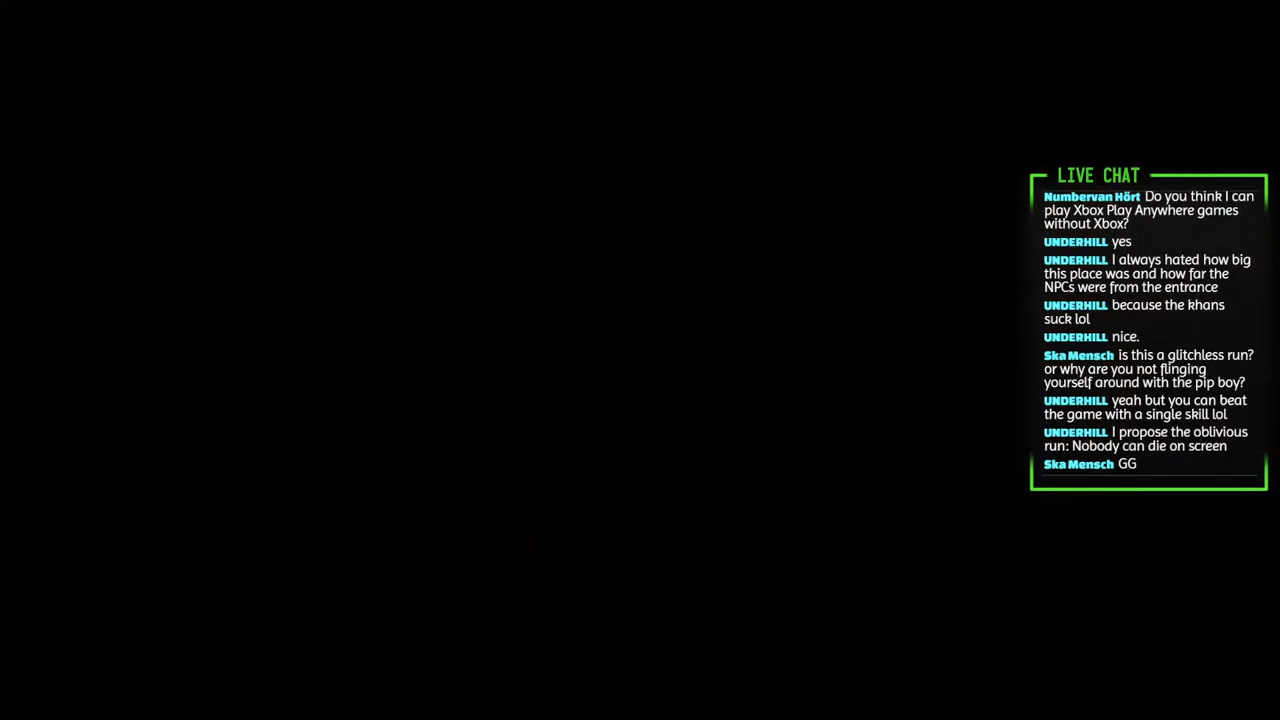 LIVE CHAT
Numbervan Hört Do you think I can
play Xbox Play Anywhere games
without Xbox?
UNDERHILL yes
UNDERHILL I always hated how big
this place was and how far the
NPCs were from the entrance
UNDERHILL because the khans
suck lol
UNDERHILL nice.
Ska Mensch is this a glitchless run?
or why are you not flinging
yourself around with the pip boy?
UNDERHILL yeah but you can beat
the game with a single skill lol
UNDERHILL I propose the oblivious
run: Nobody can die on screen
Ska Mensch GG